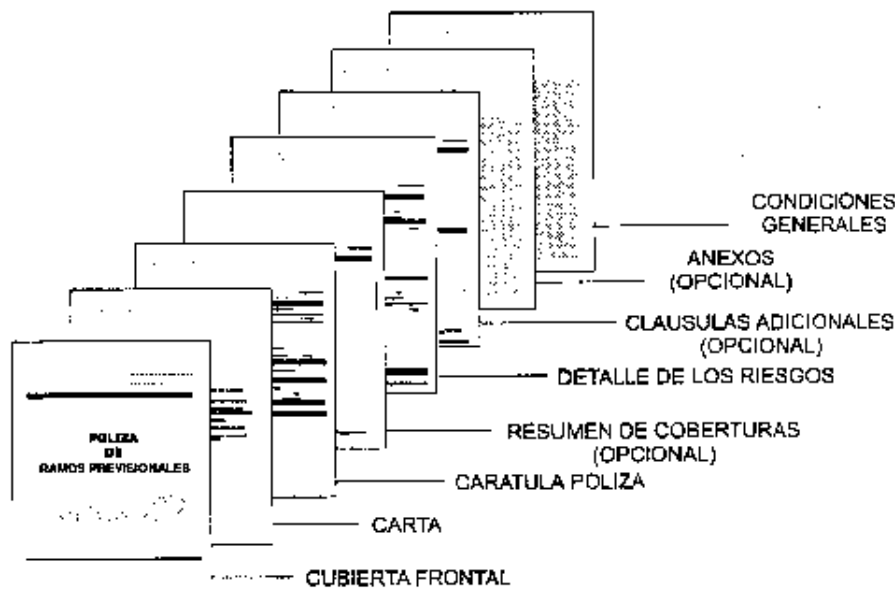 CONDICIONES
GENERALES
ANEXOS
(OPCIONAL)
CLAUSULAS ADICIONALES
(OPCIONAL)
DETALLE DE LOS RIESGOS
RESUMEN DE COBERTURAS
(OPCIONAL)
CARATULA POLIZA
CARTA
CUBIERTA FRONTAL
POLIZA
DE
RAMOS PREVISIONALES